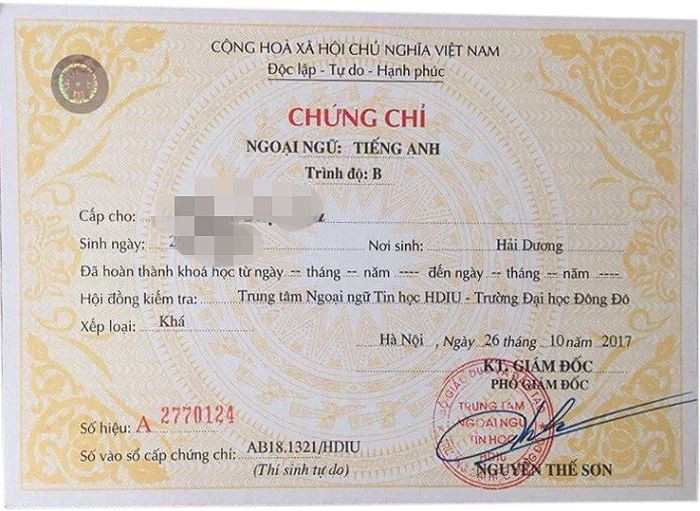 CỘNG HOÀ XÃ HỘI CHỦ NGHĨA VIỆT NAM
Độc lập - Tự do - Hạnh phúc
CHỨNG CHỈ
NGOẠI NGỮ: TIẾNG ANH
Trình độ: B
Cấp cho:
Sinh ngày: Nơi sinh: Hải Dương
Đã hoàn thành khoá học từ ngày -- tháng -- năm ---- đến ngày -- tháng -- năm ----
Hội đồng kiểm tra: Trung tâm Ngoại ngữ Tin học HDIU - Trường Đại học Đông Đô
Xếp loại: Khá
Hà Nội , Ngày 26 tháng 10 năm 2017
KT. GIÁM ĐỐC
PHÓ GIÁM ĐỐC
TRUNG TÂM
NGOẠI NGỮ
TIN HỌC
HDIU
NGUYỄN THẾ SƠN
Số hiệu: A 2770124
Số vào sổ cấp chứng chỉ: AB18.1321/HDIU
(Thí sinh tự do)